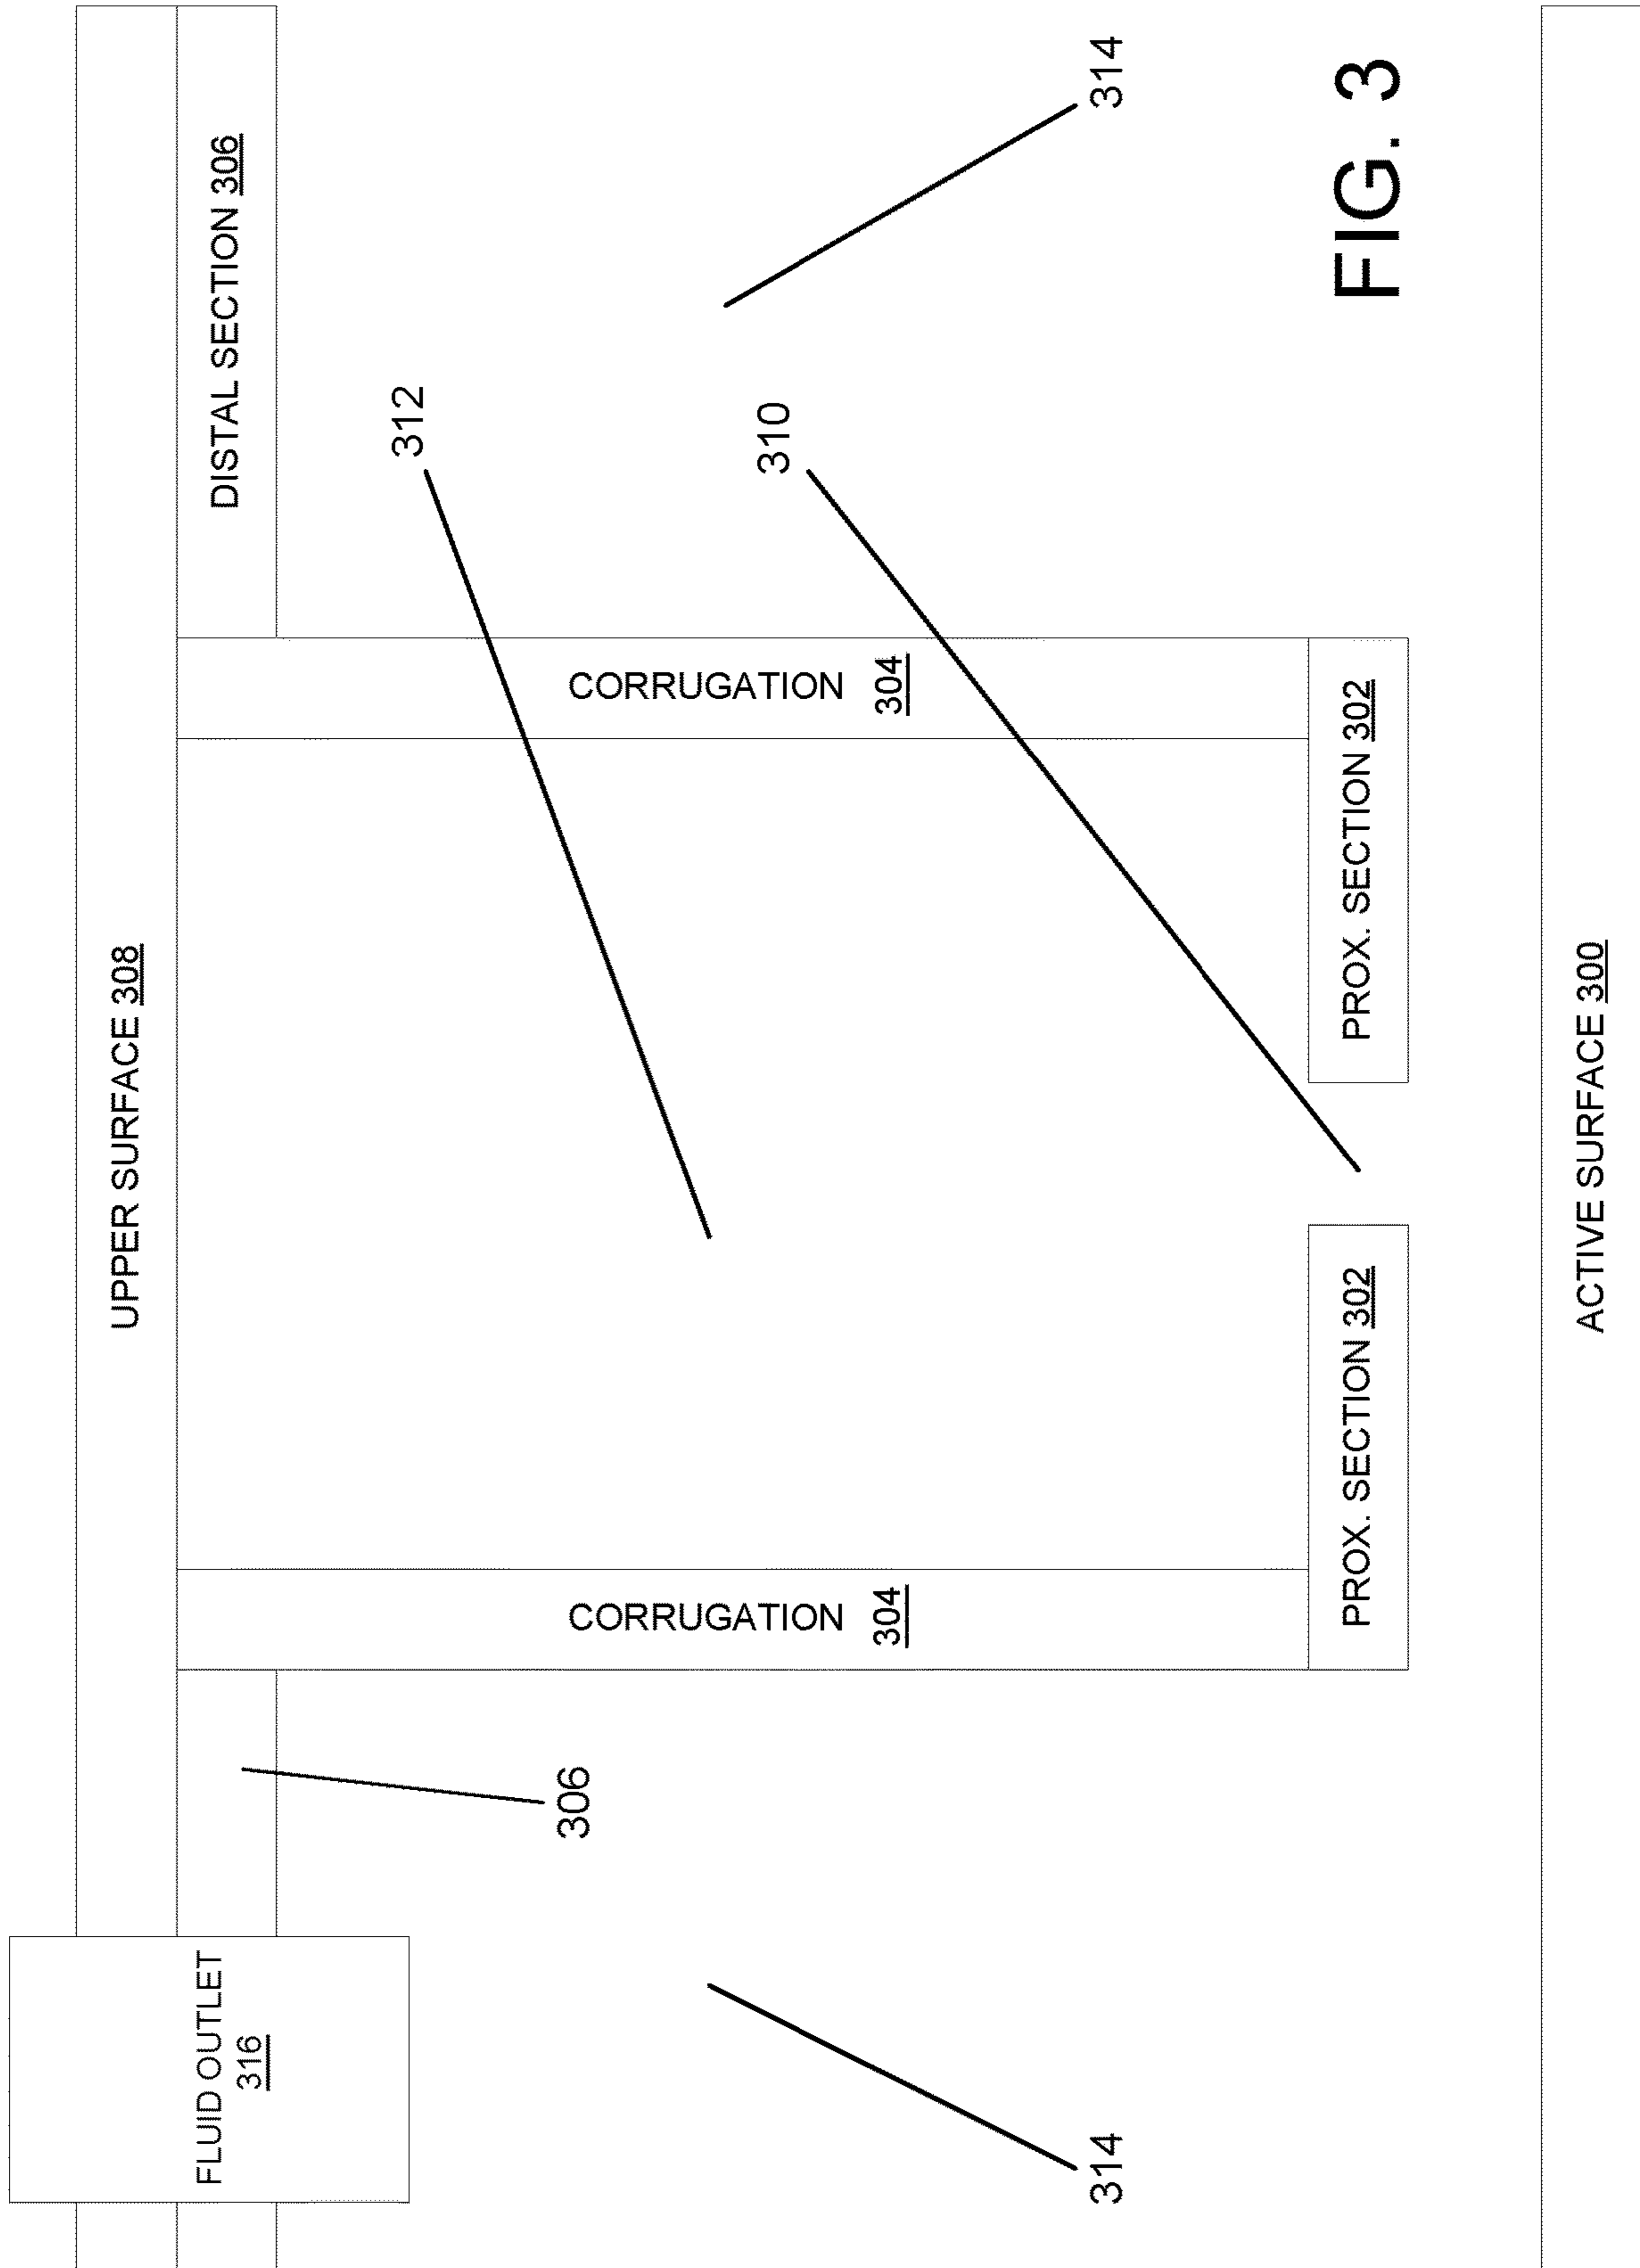 FLUID OUTLET
316
UPPER SURFACE 308
DISTAL SECTION 306
306
312
CORRUGATION 304
CORRUGATION 304
310
314
314
PROX. SECTION 302
PROX. SECTION 302
FIG. 3
ACTIVE SURFACE 300